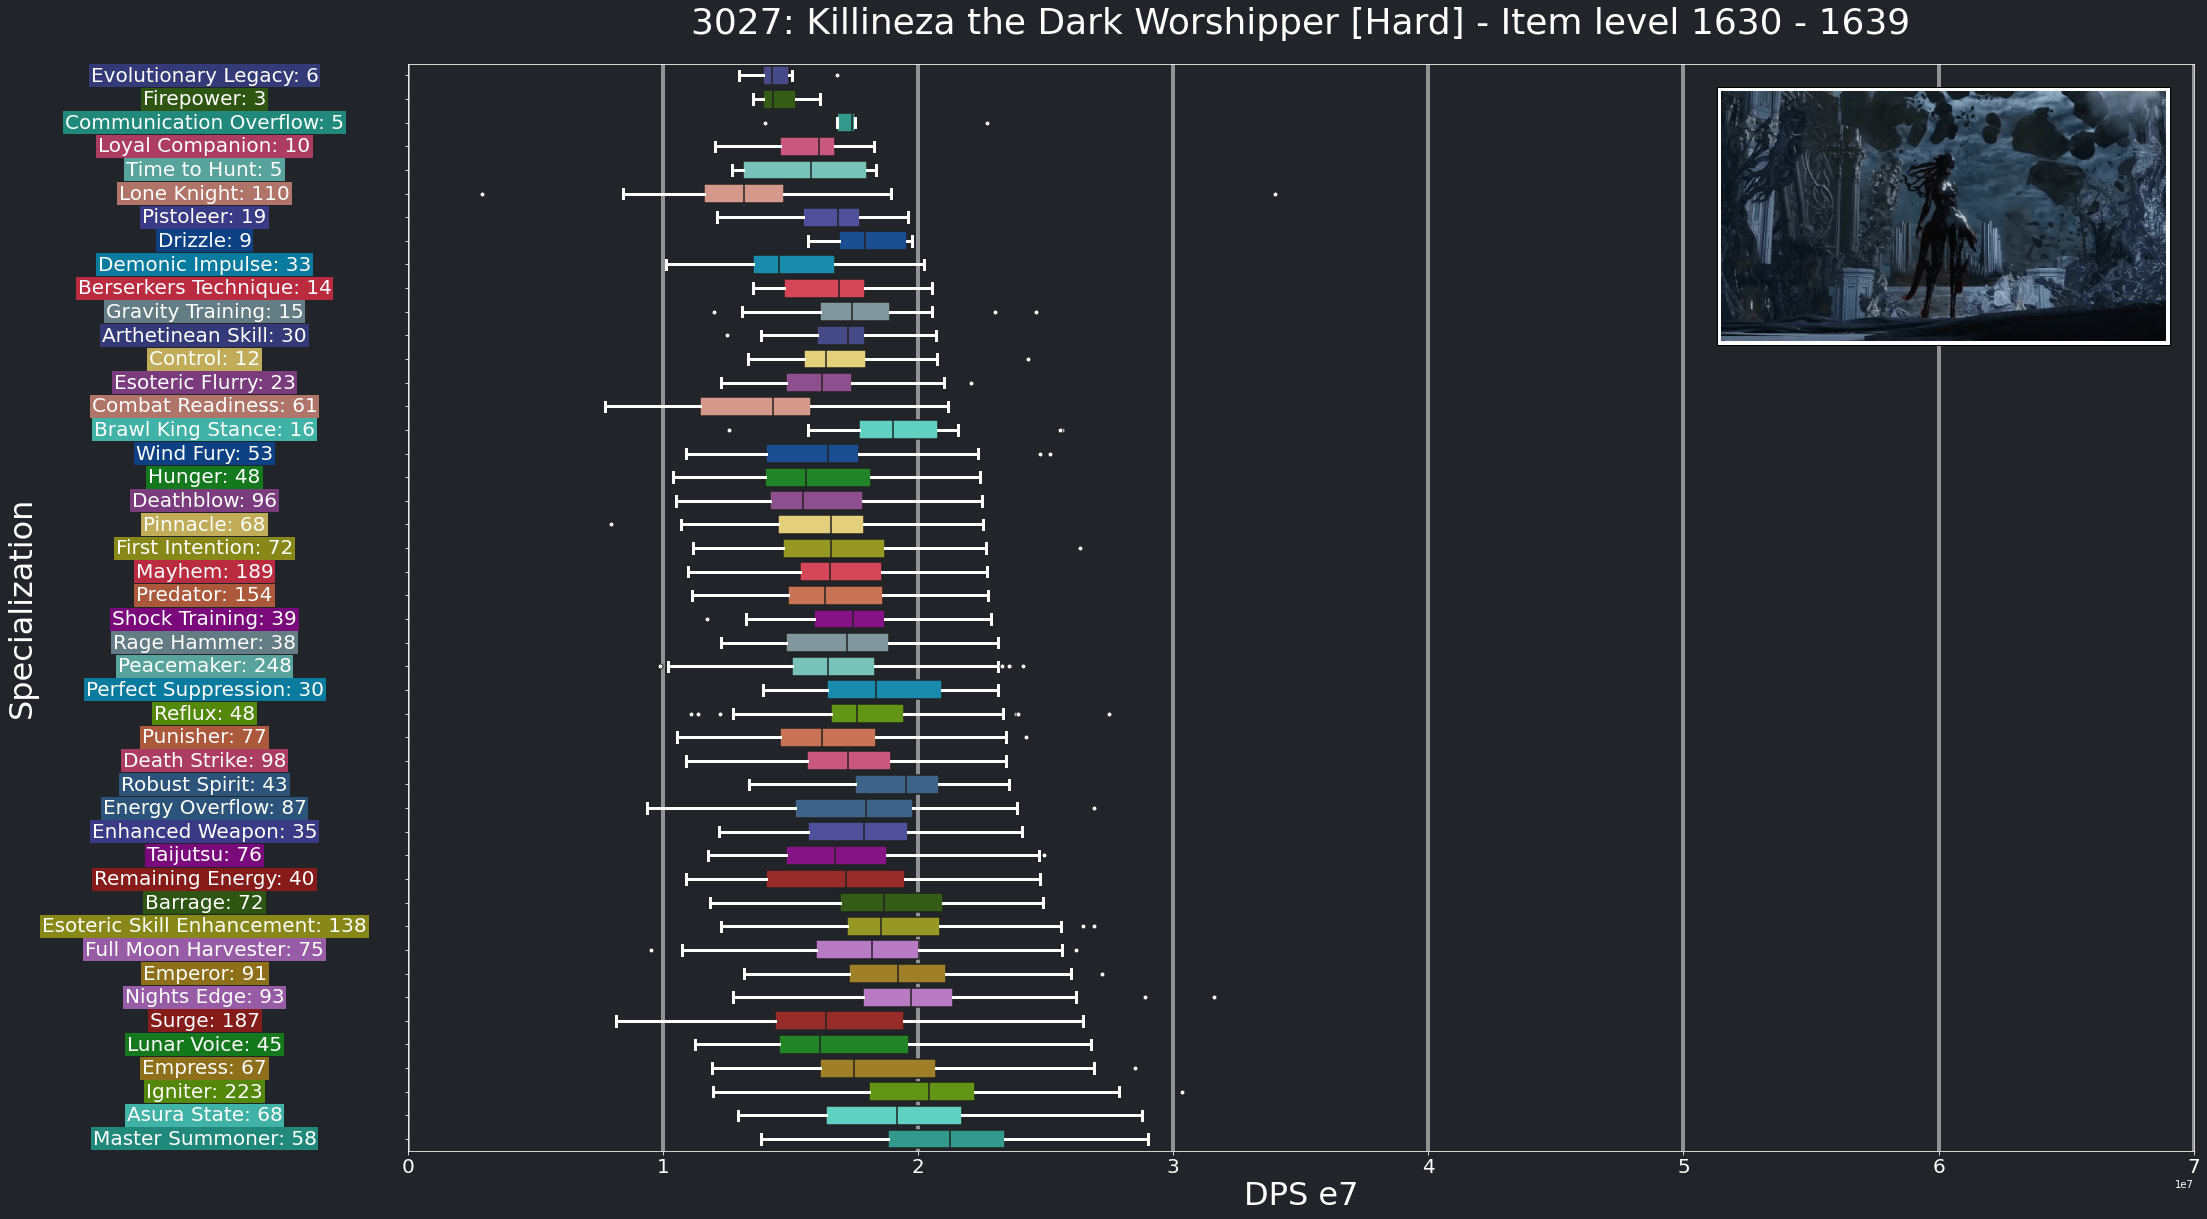 3027: Killineza the Dark Worshipper [Hard] - Item level 1630 - 1639
Specialization
Evolutionary Legacy: 6
Firepower: 3
Communication Overflow: 5
Loyal Companion: 10
Time to Hunt: 5
Lone Knight: 110
Pistoleer: 19
Drizzle: 9
Demonic Impulse: 33
Berserkers Technique: 14
Gravity Training: 15
Arthetinean Skill: 30
Control: 12
Esoteric Flurry: 23
Combat Readiness: 61
Brawl King Stance: 16
Wind Fury: 53
Hunger: 48
Deathblow: 96
Pinnacle: 68
First Intention: 72
Mayhem: 189
Predator: 154
Shock Training: 39
Rage Hammer: 38
Peacemaker: 248
Perfect Suppression: 30
Reflux: 48
Punisher: 77
Death Strike: 98
Robust Spirit: 43
Energy Overflow: 87
Enhanced Weapon: 35
Taijutsu: 76
Remaining Energy: 40
Barrage: 72
Esoteric Skill Enhancement: 138
Full Moon Harvester: 75
Emperor: 91
Nights Edge: 93
Surge: 187
Lunar Voice: 45
Empress: 67
Igniter: 223
Asura State: 68
Master Summoner: 58
0 1 2 3 4 5 6 7
1e7
DPS e7